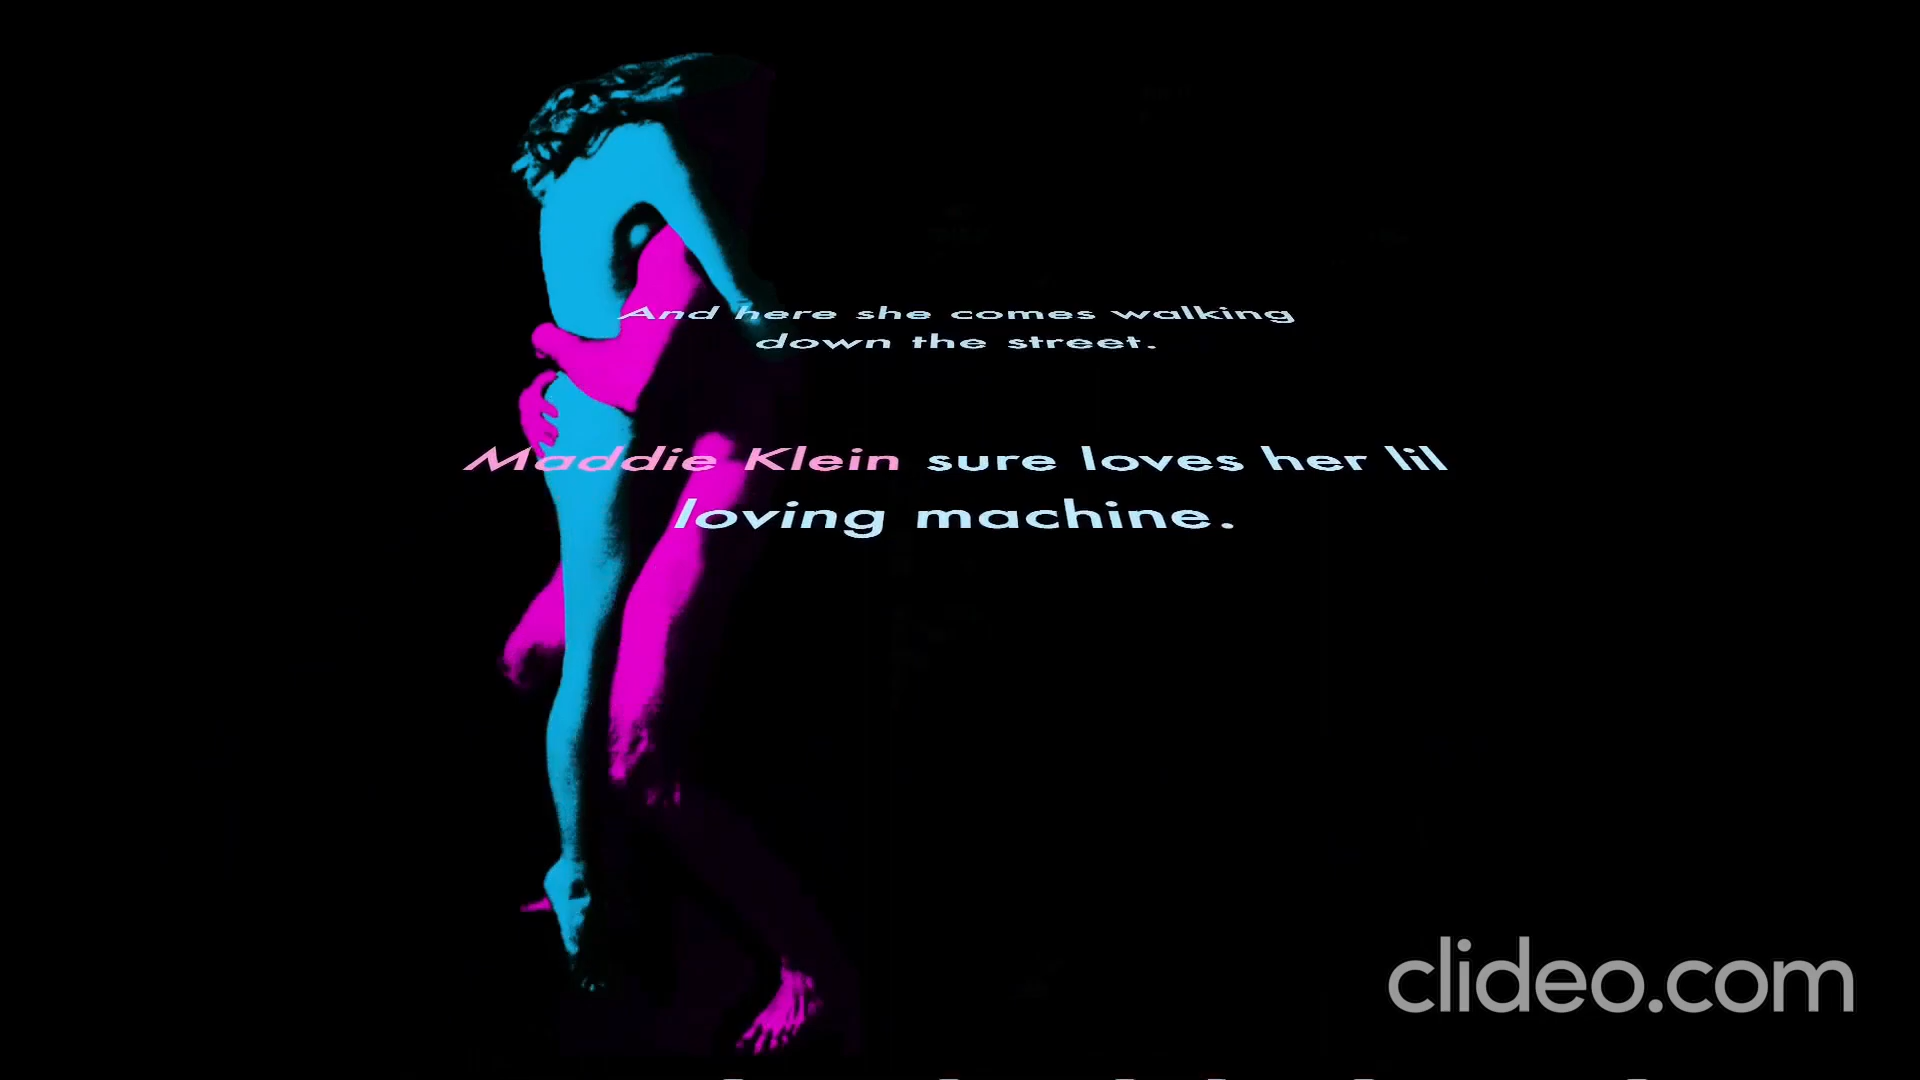 And here she comes walking
down the street.
Maddie Klein sure loves her lil
loving machine.
clideo.com